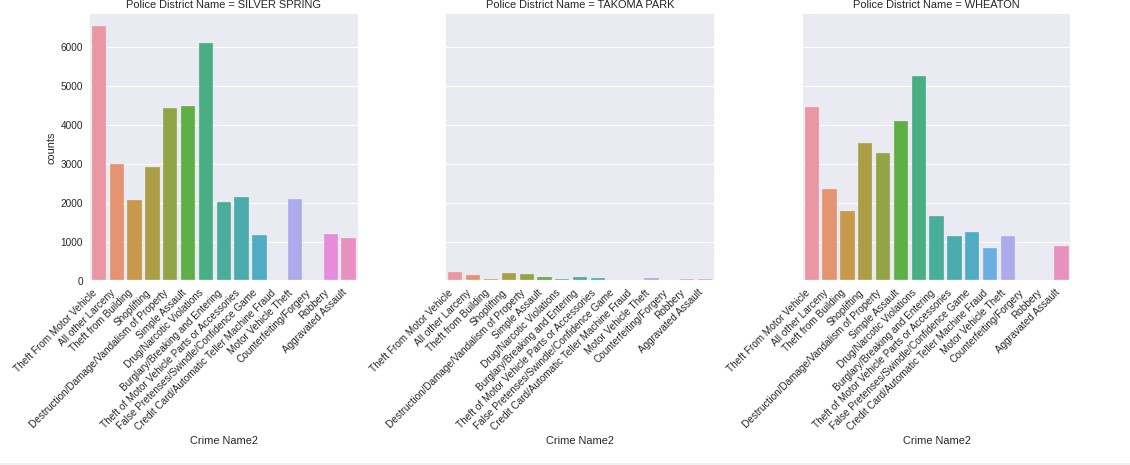 Police District Name = SILVER SPRING
Police District Name = TAKOMA PARK
Police District Name = WHEATON
counts
6000
5000
4000
3000
2000
1000
0
Theft From Motor Vehicle
All other Larceny
Theft from Building
Shoplifting
Destruction/Damage/Vandalism of Property
Simple Assault
Drug/Narcotic Violations
Burglary/Breaking and Entering
Theft of Motor Vehicle Parts or Accessories
False Pretenses/Swindle/Confidence Game
Credit Card/Automatic Teller Machine Fraud
Motor Vehicle Theft
Counterfeiting/Forgery
Robbery
Aggravated Assault
Crime Name2
Theft From Motor Vehicle
All other Larceny
Theft from Building
Shoplifting
Destruction/Damage/Vandalism of Property
Simple Assault
Drug/Narcotic Violations
Burglary/Breaking and Entering
Theft of Motor Vehicle Parts or Accessories
False Pretenses/Swindle/Confidence Game
Credit Card/Automatic Teller Machine Fraud
Motor Vehicle Theft
Counterfeiting/Forgery
Robbery
Aggravated Assault
Crime Name2
Theft From Motor Vehicle
All other Larceny
Theft from Building
Shoplifting
Destruction/Damage/Vandalism of Property
Simple Assault
Drug/Narcotic Violations
Burglary/Breaking and Entering
Theft of Motor Vehicle Parts or Accessories
False Pretenses/Swindle/Confidence Game
Credit Card/Automatic Teller Machine Fraud
Motor Vehicle Theft
Counterfeiting/Forgery
Robbery
Aggravated Assault
Crime Name2